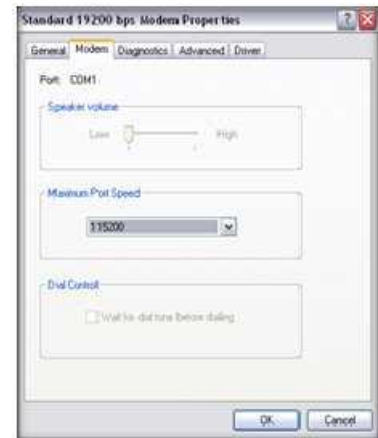 Standard 19200 bps Modem Properties
General Modem Diagnostics Advanced Driver
Port: COM1
Speaker volume
Low High
Maximum Port Speed
115200
Dial Control
Wait for dial tone before dialing
OK Cancel